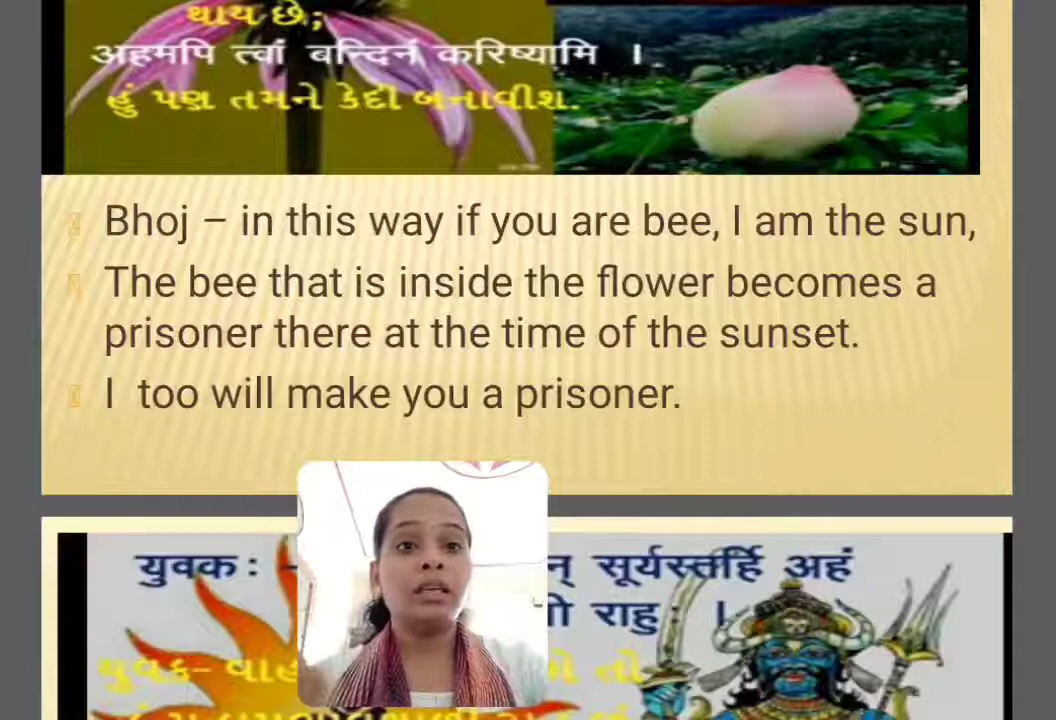 થાય છે;
अहमपि त्वां बन्दिनं करिष्यामि ।
હું પણ તમને કેદી બનાવીશ.
Bhoj – in this way if you are bee, I am the sun,
The bee that is inside the flower becomes a
prisoner there at the time of the sunset.
I too will make you a prisoner.
युवकः - न् सूर्यस्तर्हि अहं
राहु ।
યુવક- તો